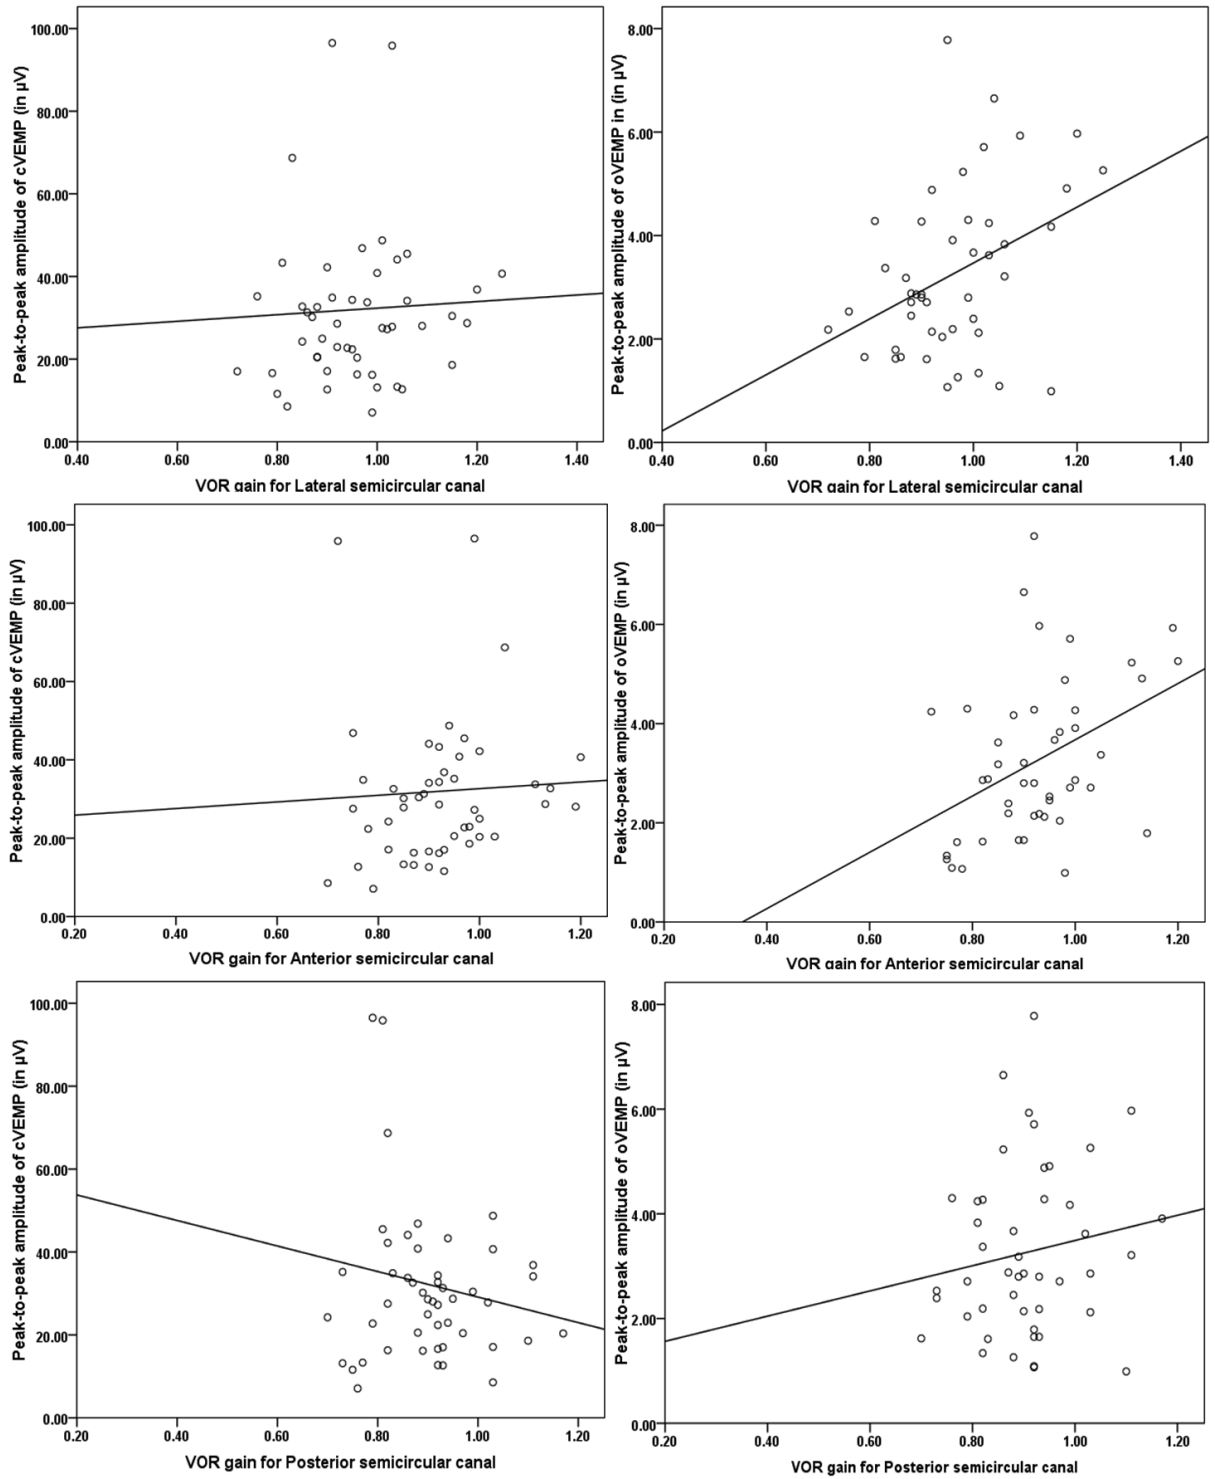 Peak-to-peak amplitude of cVEMP (in µV)
100.00
80.00
60.00
40.00
20.00
0.00
0.40 0.60 0.80 1.00 1.20 1.40
VOR gain for Lateral semicircular canal
Peak-to-peak amplitude of oVEMP in (in µV)
8.00
6.00
4.00
2.00
0.00
0.40 0.60 0.80 1.00 1.20 1.40
VOR gain for Lateral semicircular canal
Peak-to-peak amplitude of cVEMP (in µV)
100.00
80.00
60.00
40.00
20.00
0.00
0.20 0.40 0.60 0.80 1.00 1.20
VOR gain for Anterior semicircular canal
Peak-to-peak amplitude of oVEMP (in µV)
8.00
6.00
4.00
2.00
0.00
0.20 0.40 0.60 0.80 1.00 1.20
VOR gain for Anterior semicircular canal
Peak-to-peak amplitude of cVEMP (in µV)
100.00
80.00
60.00
40.00
20.00
0.00
0.20 0.40 0.60 0.80 1.00 1.20
VOR gain for Posterior semicircular canal
Peak-to-peak amplitude of oVEMP (in µV)
8.00
6.00
4.00
2.00
0.00
0.20 0.40 0.60 0.80 1.00 1.20
VOR gain for Posterior semicircular canal